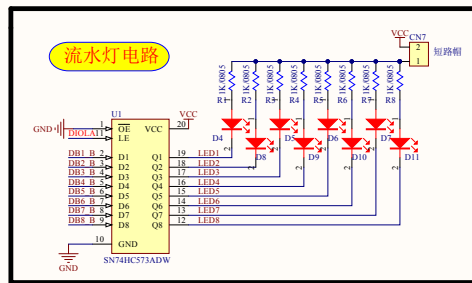 流水灯电路
VCC
CN7
2
1
短路帽
1K/0805
1K/0805
1K/0805
1K/0805
1K/0805
1K/0805
1K/0805
1K/0805
R1
R2
R3
R4
R5
R6
R7
R8
D4
D8
D5
D9
D6
D10
D7
D11
U1
VCC
GND
1
OE
VCC
20
DIOLA
11
LE
DB1_B 2 D1 Q1 19 LED1
DB2_B 3 D2 Q2 18 LED2
DB3_B 4 D3 Q3 17 LED3
DB4_B 5 D4 Q4 16 LED4
DB5_B 6 D5 Q5 15 LED5
DB6_B 7 D6 Q6 14 LED6
DB7_B 8 D7 Q7 13 LED7
DB8_B 9 D8 Q8 12 LED8
10 GND
GND
SN74HC573ADW